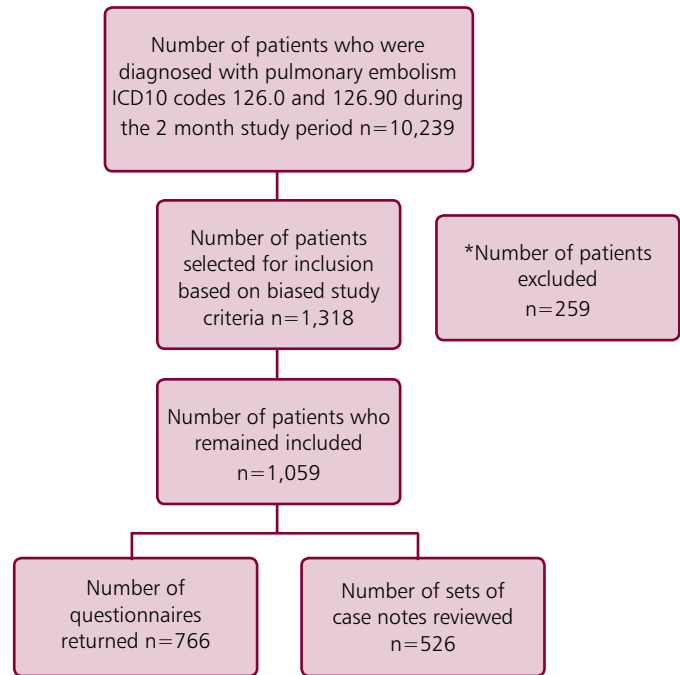 Number of patients who were
diagnosed with pulmonary embolism
ICD10 codes 126.0 and 126.90 during
the 2 month study period n=10,239
Number of patients
selected for inclusion
based on biased study
criteria n=1,318
*Number of patients
excluded
n=259
Number of patients who
remained included
n=1,059
Number of
questionnaires
returned n=766
Number of sets of
case notes reviewed
n=526